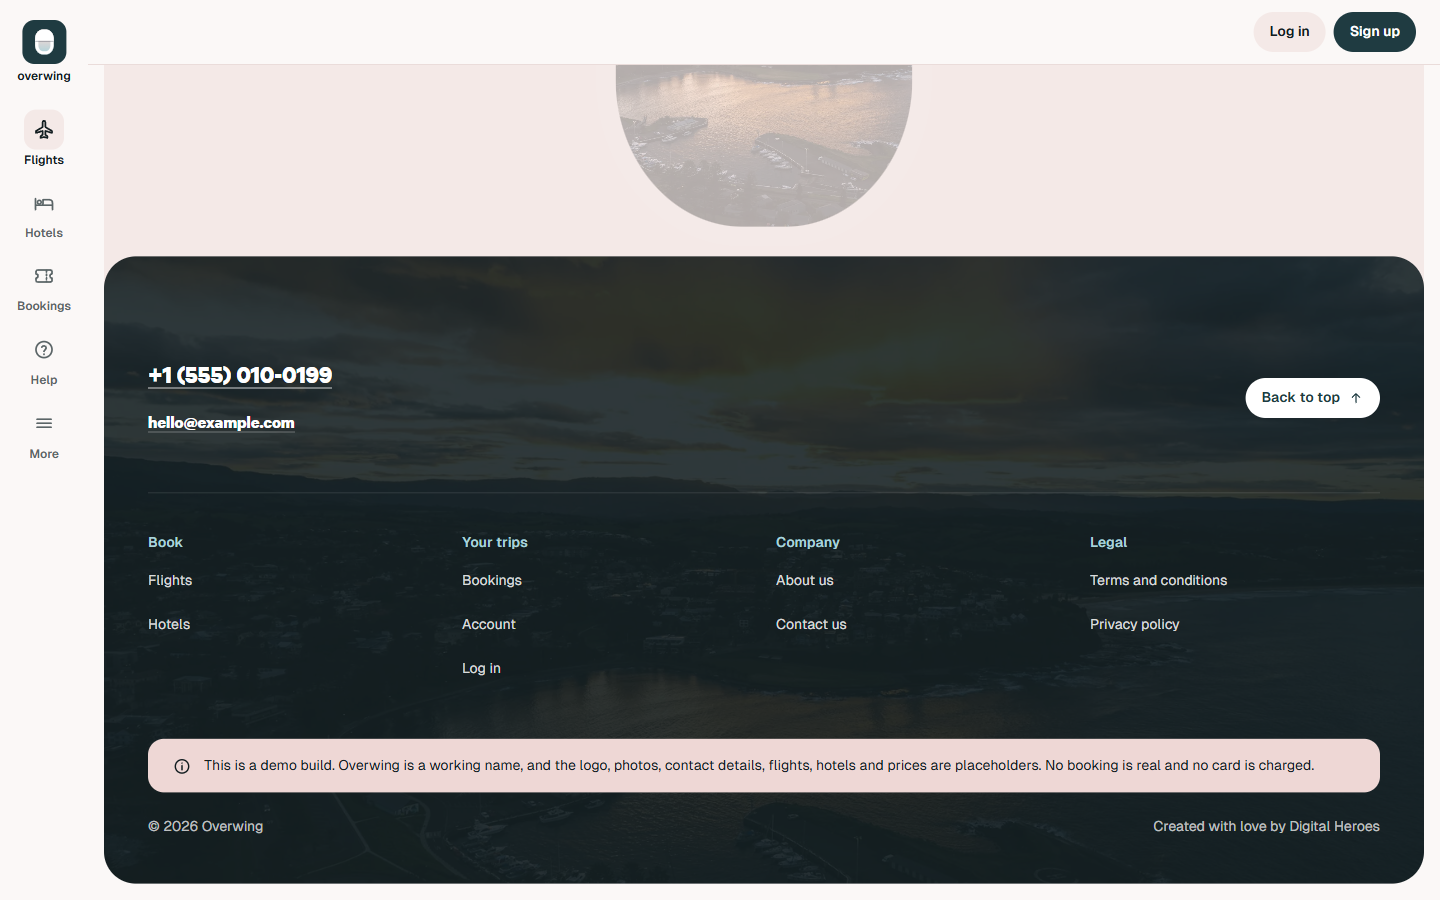 overwing
Flights
Hotels
Bookings
Help
More
Log in
Sign up
+1 (555) 010-0199
hello@example.com
Back to top
Book
Flights
Hotels
Your trips
Bookings
Account
Log in
Company
About us
Contact us
Legal
Terms and conditions
Privacy policy
This is a demo build. Overwing is a working name, and the logo, photos, contact details, flights, hotels and prices are placeholders. No booking is real and no card is charged.
© 2026 Overwing
Created with love by Digital Heroes